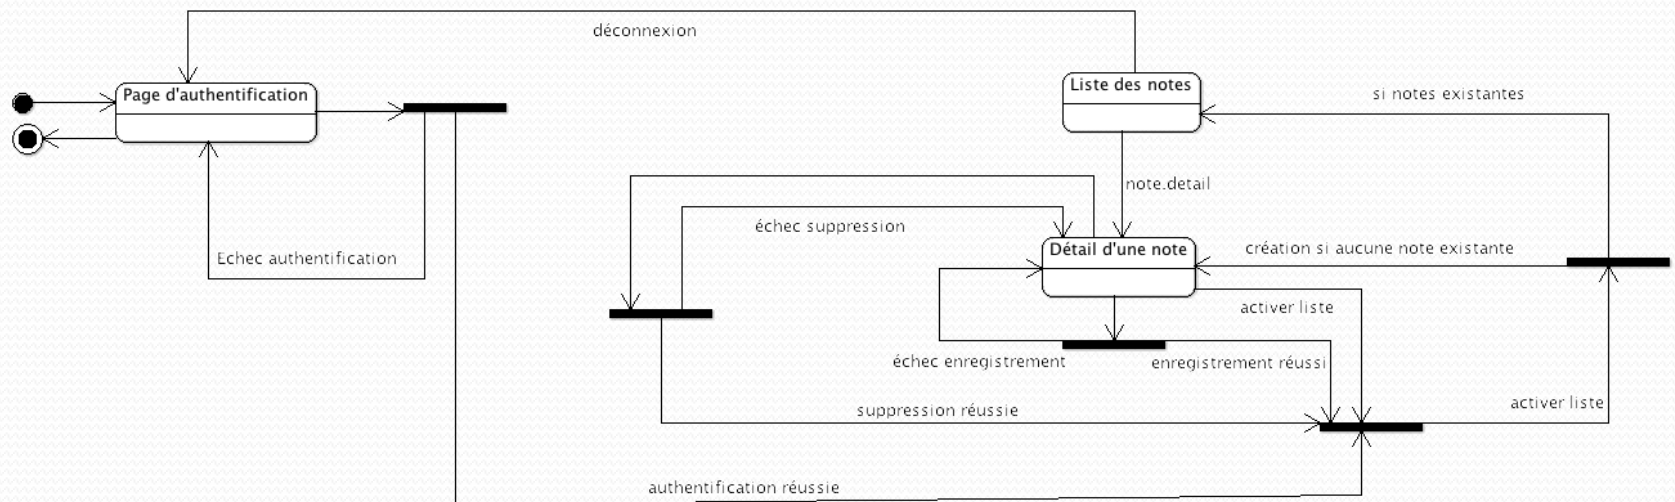 déconnexion
Page d'authentification
Liste des notes
si notes existantes
note.detail
échec suppression
Détail d'une note
création si aucune note existante
Echec authentification
activer liste
échec enregistrement
enregistrement réussi
suppression réussie
activer liste
authentification réussie